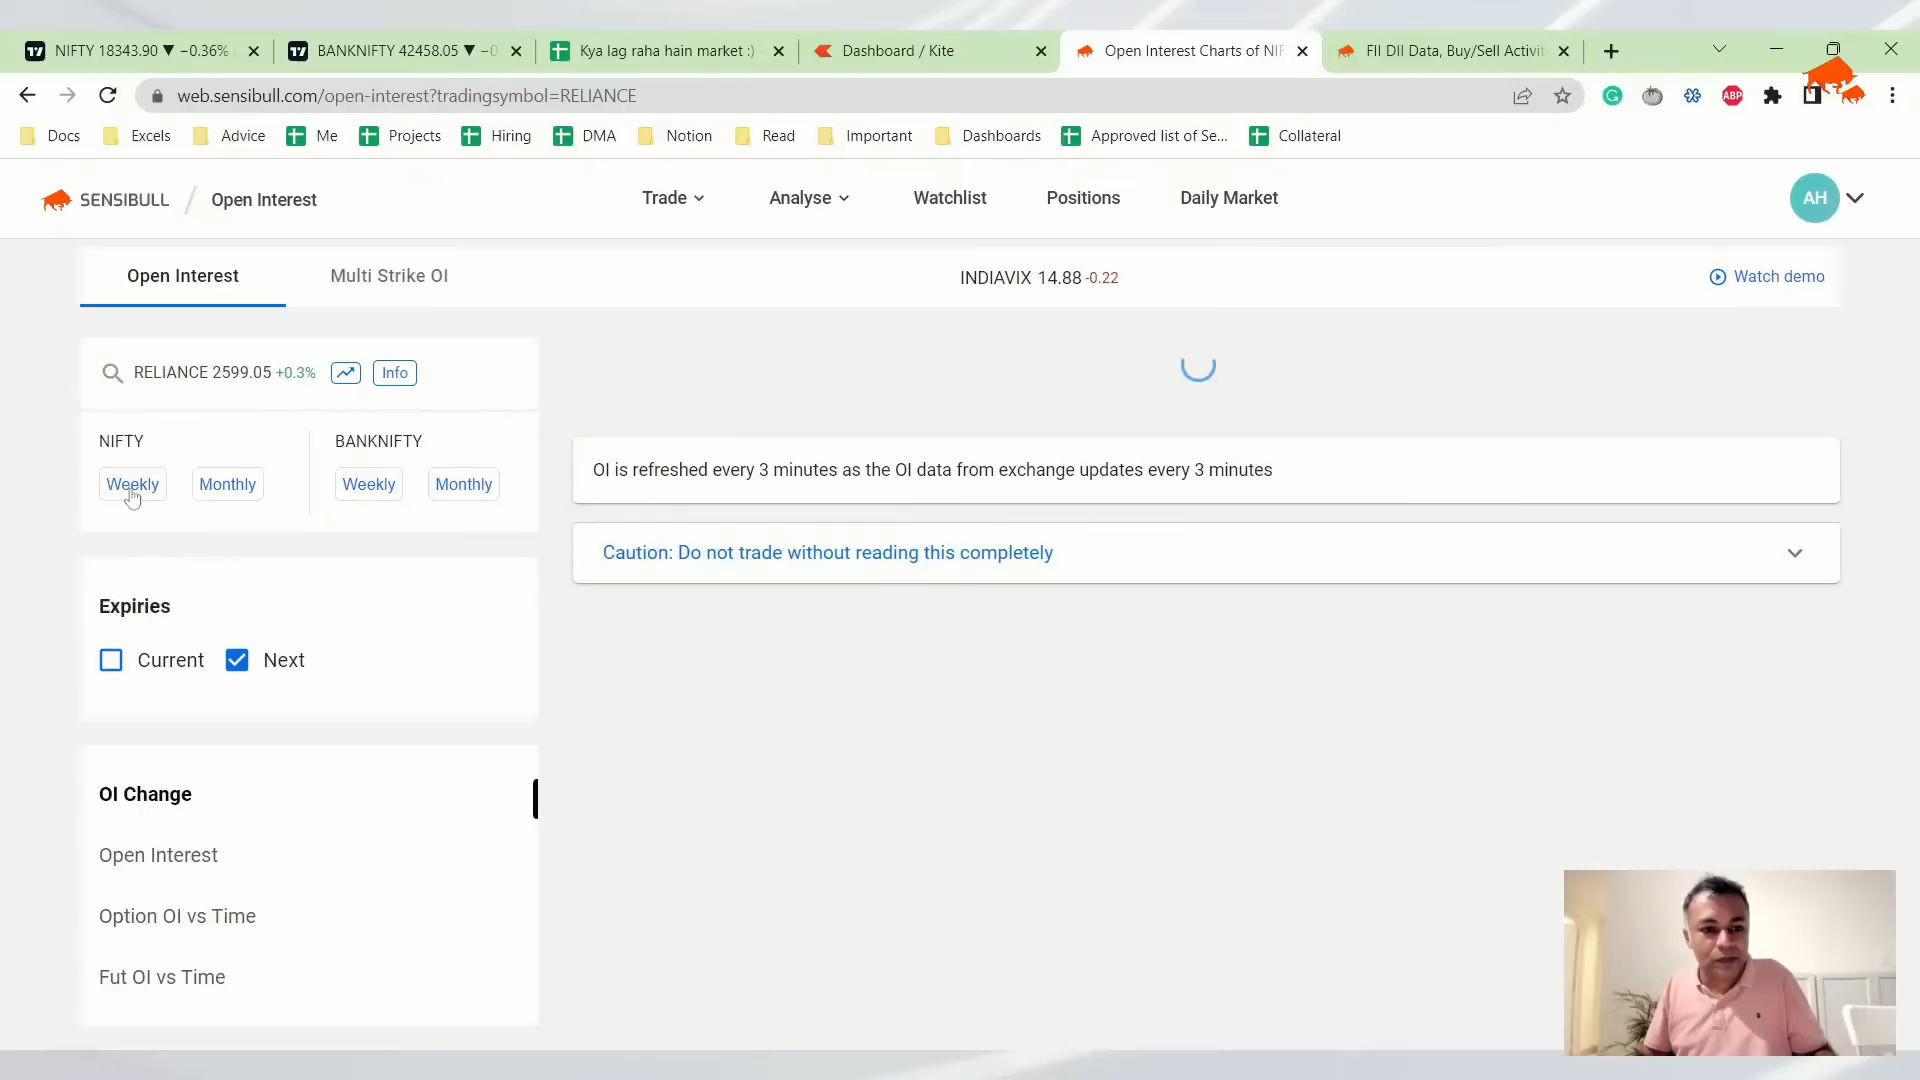 NIFTY 18343.90 ▼ −0.36%
BANKNIFTY 42458.05 ▼ −0
Kya lag raha hain market :)
Dashboard / Kite
Open Interest Charts of NIF
FII DII Data, Buy/Sell Activit
web.sensibull.com/open-interest?tradingsymbol=RELIANCE
ABP
Docs
Excels
Advice
Me
Projects
Hiring
DMA
Notion
Read
Important
Dashboards
Approved list of Se...
Collateral
SENSIBULL / Open Interest
Trade
Analyse
Watchlist
Positions
Daily Market
AH
Open Interest
Multi Strike OI
INDIAVIX 14.88 -0.22
Watch demo
RELIANCE 2599.05 +0.3%
Info
NIFTY
BANKNIFTY
Weekly
Monthly
Weekly
Monthly
OI is refreshed every 3 minutes as the OI data from exchange updates every 3 minutes
Caution: Do not trade without reading this completely
Expiries
Current
Next
OI Change
Open Interest
Option OI vs Time
Fut OI vs Time